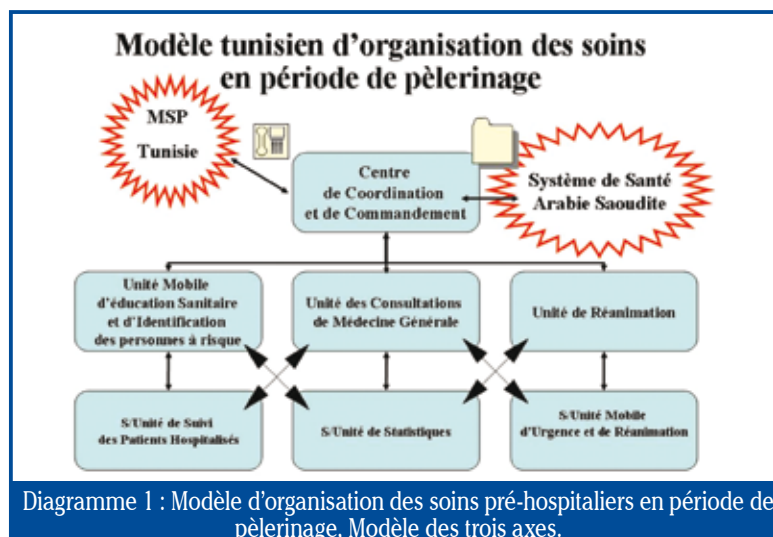 Modèle tunisien d'organisation des soins
en période de pèlerinage
MSP
Tunisie
Centre
de Coordination
et de Commandement
Système de Santé
Arabie Saoudite
Unité Mobile
d'éducation Sanitaire
et d'Identification
des personnes à risque
Unité des Consultations
de Médecine Générale
Unité de Réanimation
S/Unité de Suivi
des Patients Hospitalisés
S/Unité de Statistiques
S/Unité Mobile
d'Urgence et de Réanimation
Diagramme 1 : Modèle d'organisation des soins pré-hospitaliers en période de
pèlerinage. Modèle des trois axes.